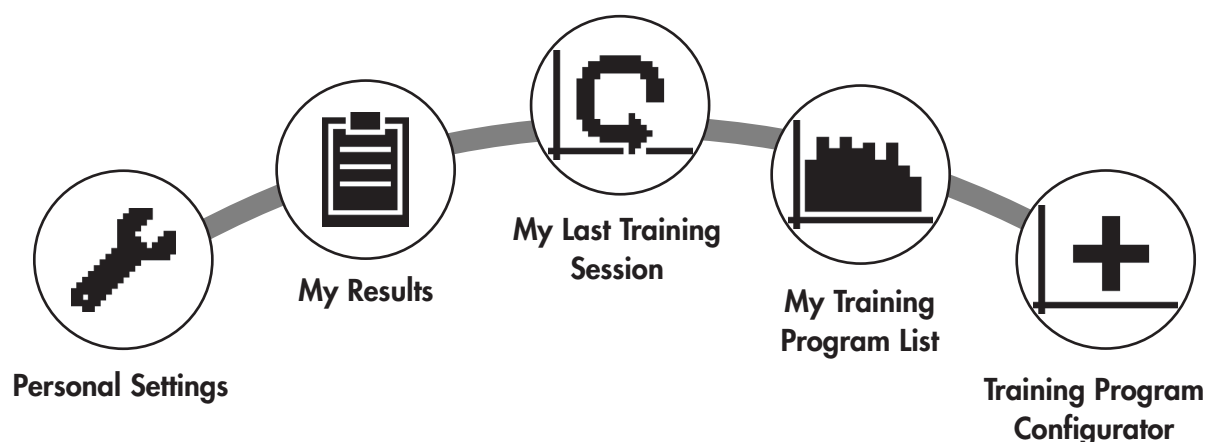 Personal Settings
My Results
My Last Training
Session
My Training
Program List
Training Program
Configurator